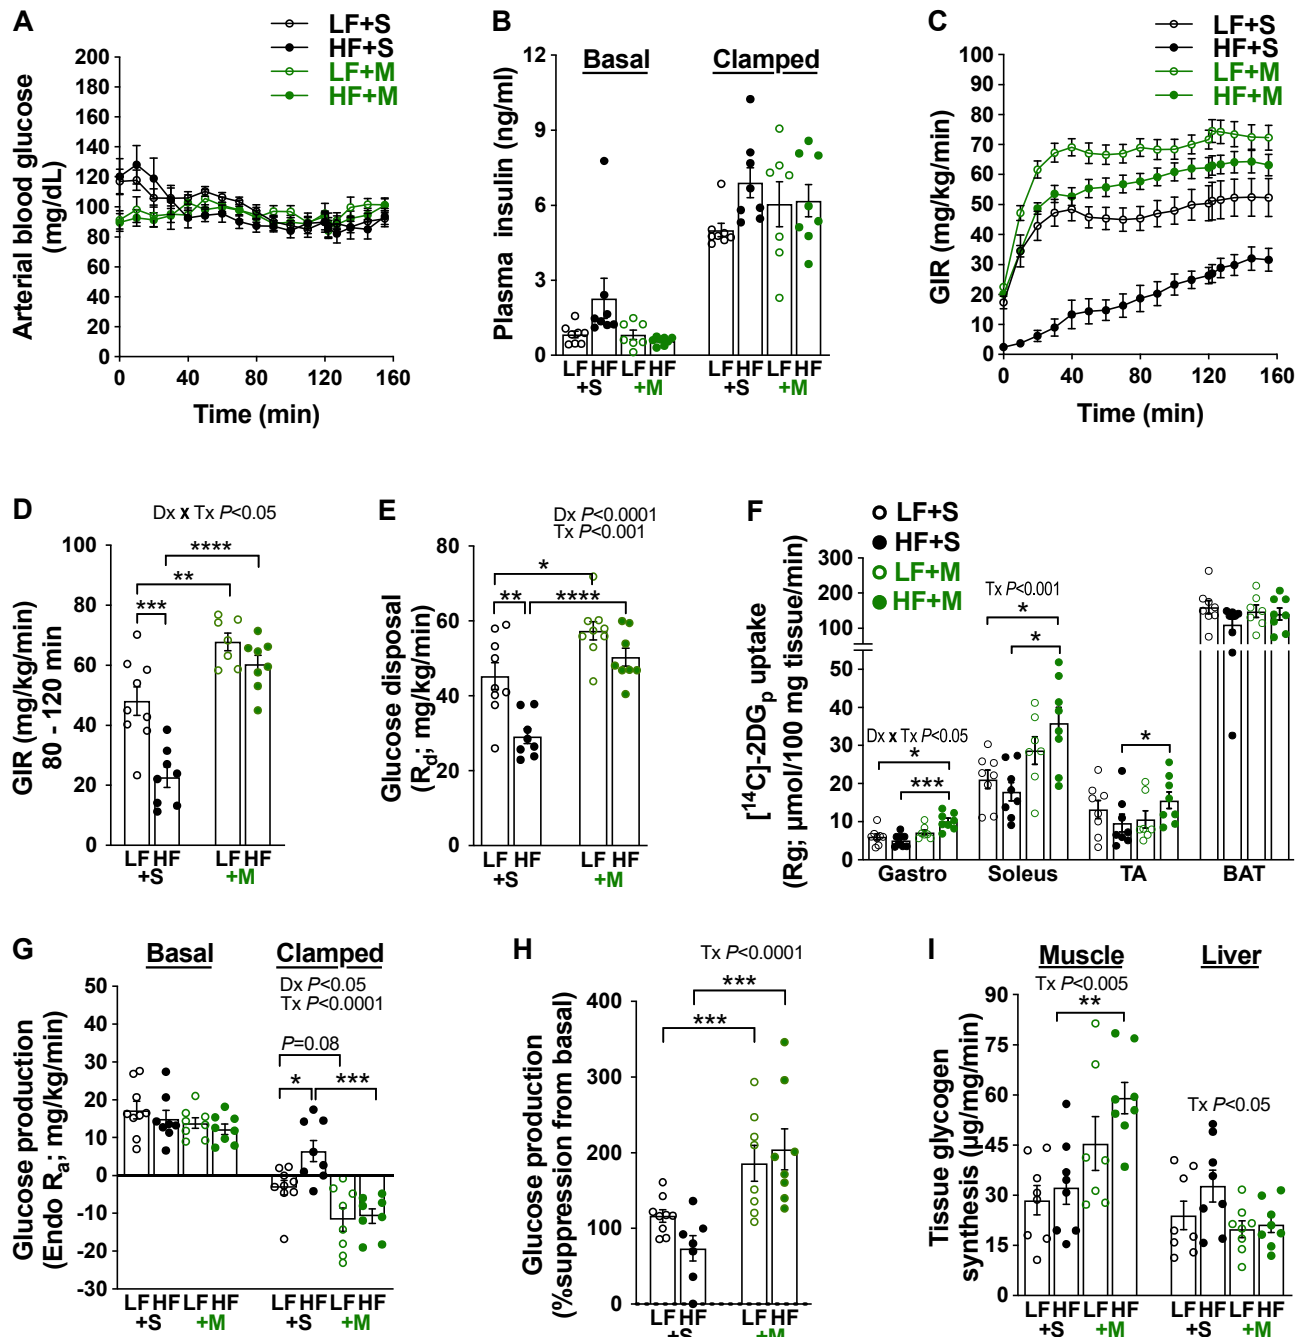 A
LF+S
HF+S
LF+M
HF+M
Arterial blood glucose
(mg/dL)
200
180
160
140
120
100
80
60
40
20
0
0 40 80 120 160
Time (min)
B
Basal Clamped
Plasma insulin (ng/ml)
12
9
6
3
0
LF HF LF HF LF HF LF HF
+S +M +S +M
C
LF+S
HF+S
LF+M
HF+M
GIR (mg/kg/min)
100
90
80
70
60
50
40
30
20
10
0
0 40 80 120 160
Time (min)
D
Dx x Tx P<0.05
****
**
***
GIR (mg/kg/min)
80 - 120 min
100
80
60
40
20
0
LF HF LF HF
+S +M
E
Dx P<0.0001
Tx P<0.001
*
** ****
Glucose disposal
(Rd; mg/kg/min)
80
60
40
20
0
LF HF LF HF
+S +M
F
LF+S
HF+S
LF+M
HF+M
[14C]-2DGp uptake
(Rg; µmol/100 mg tissue/min)
300
200
100
50
40
30
20
10
0
Dx x Tx P<0.05
*
***
Tx P<0.001
*
*
*
Gastro Soleus TA BAT
G
Basal Clamped
Dx P<0.05
Tx P<0.0001
P=0.08
* ***
Glucose production
(Endo Ra; mg/kg/min)
50
40
30
20
10
0
-10
-20
-30
LF HF LF HF LF HF LF HF
+S +M +S +M
H
Tx P<0.0001
***
***
Glucose production
(%suppression from basal)
400
300
200
100
0
LF HF LF HF
+S +M
I
Muscle Liver
Tx P<0.005
**
Tx P<0.05
Tissue glycogen
synthesis (µg/mg/min)
90
75
60
45
30
15
0
LF HF LF HF LF HF LF HF
+S +M +S +M